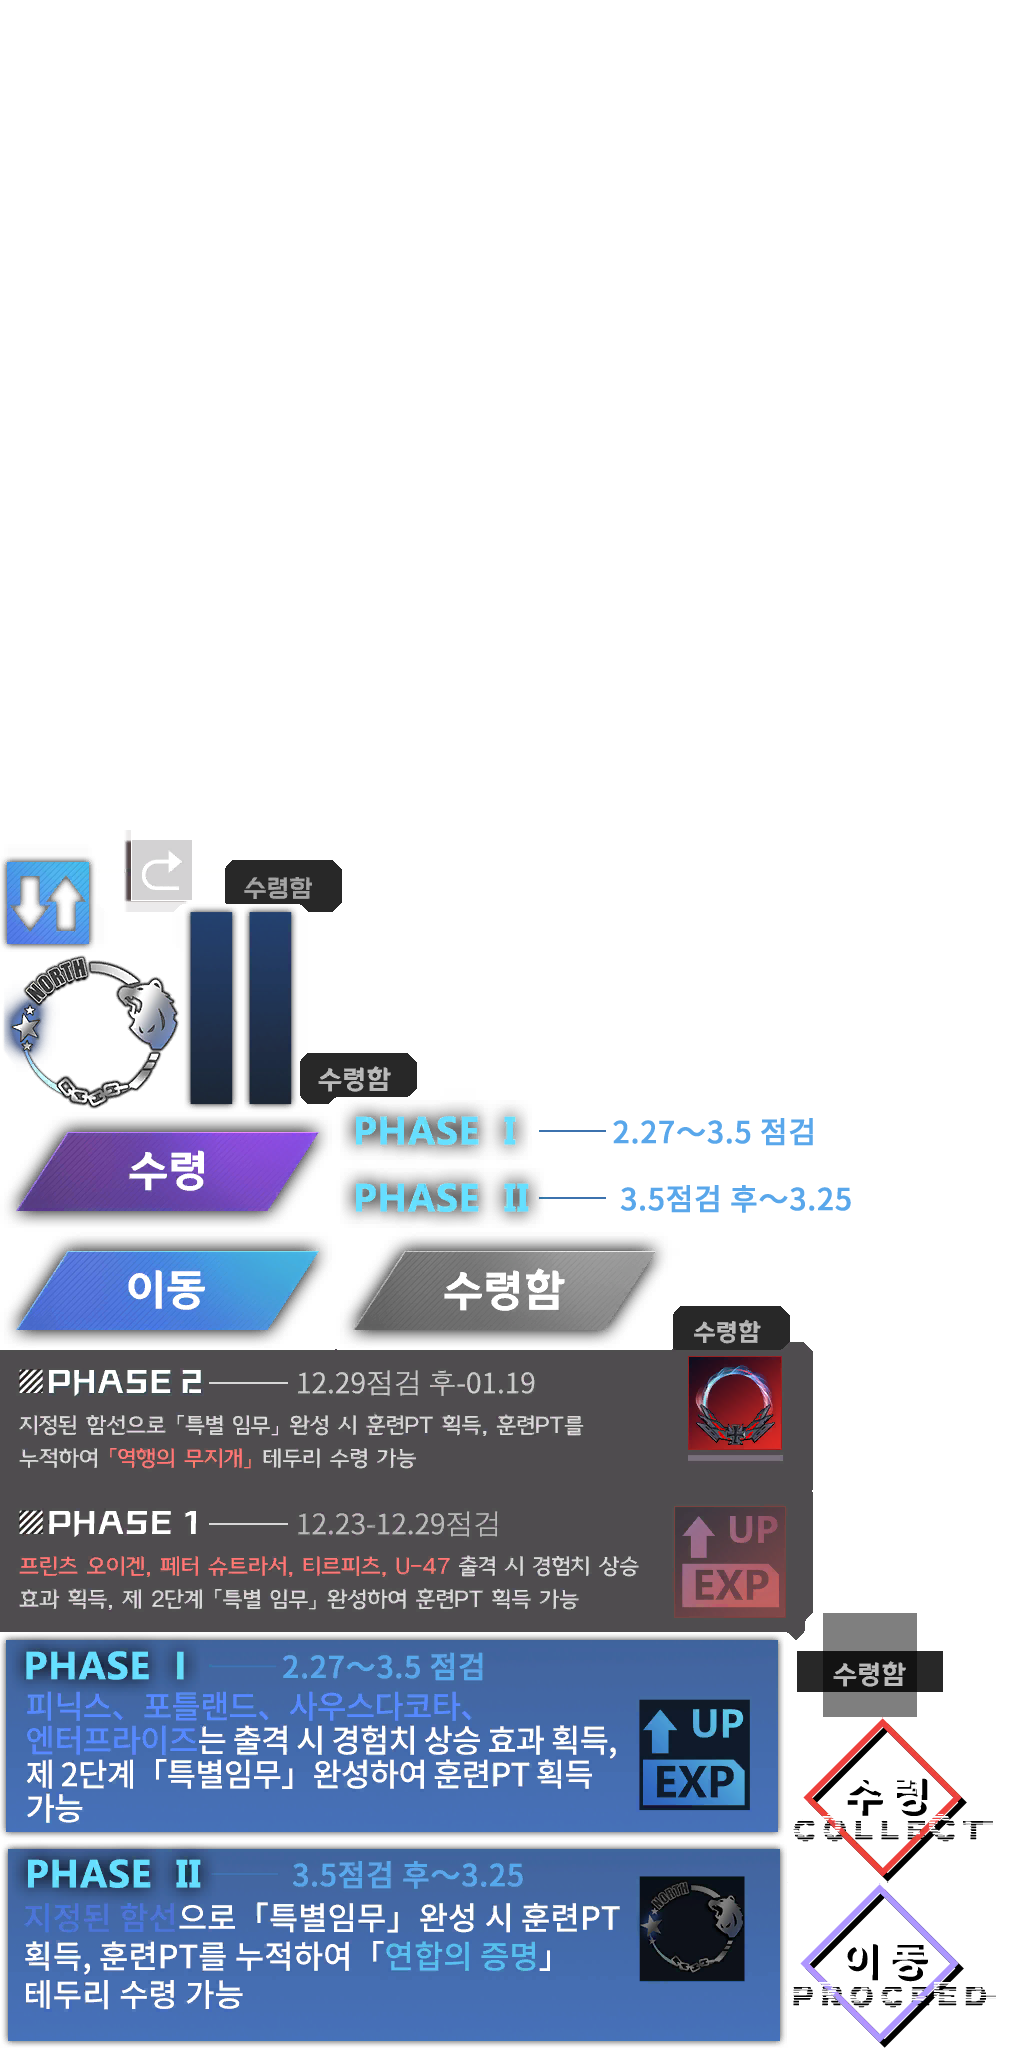 수령함
NORTH
수령함
PHASE I 2.27～3.5 점검
수령
PHASE II 3.5점검 후～3.25
이동
수령함
수령함
PHASE 2 12.29점검 후-01.19
지정된 함선으로 「특별 임무」 완성 시 훈련PT 획득, 훈련PT를
누적하여 「역행의 무지개」 테두리 수령 가능
PHASE 1 12.23-12.29점검
UP
EXP
프린츠 오이겐, 페터 슈트라서, 티르피츠, U-47 출격 시 경험치 상승
효과 획득, 제 2단계 「특별 임무」 완성하여 훈련PT 획득 가능
PHASE I 2.27～3.5 점검
피닉스、포틀랜드、사우스다코타、
엔터프라이즈는 출격 시 경험치 상승 효과 획득,
제 2단계「특별임무」완성하여 훈련PT 획득
가능
UP
EXP
수령함
수령
COLLECT
PHASE II 3.5점검 후～3.25
지정된 함선으로「특별임무」완성 시 훈련PT
획득, 훈련PT를 누적하여「연합의 증명」
테두리 수령 가능
NORTH
이동
PROCEED